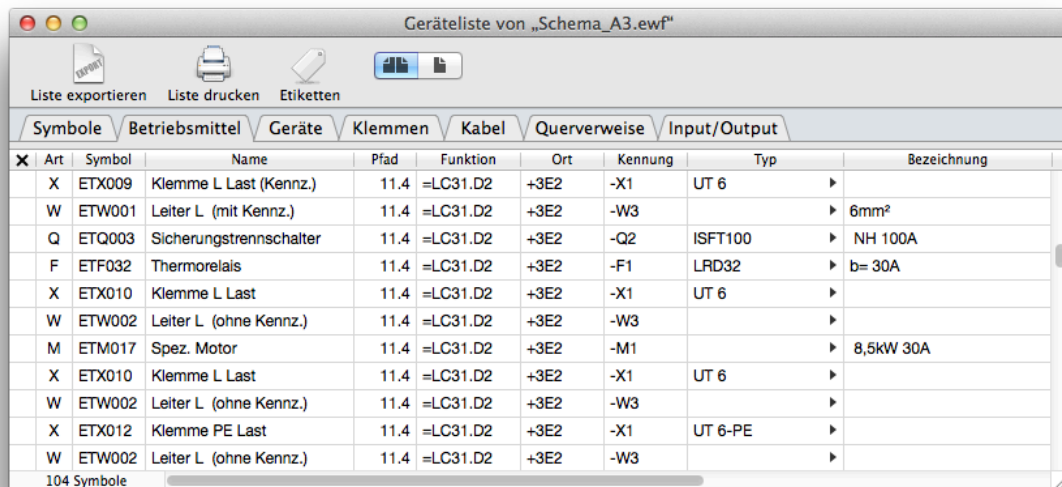 Geräteliste von „Schema_A3.ewf"
EXPORT
Liste exportieren Liste drucken Etiketten
Symbole Betriebsmittel Geräte Klemmen Kabel Querverweise Input/Output
X Art Symbol Name Pfad Funktion Ort Kennung Typ Bezeichnung
X ETX009 Klemme L Last (Kennz.) 11.4 =LC31.D2 +3E2 -X1 UT 6
W ETW001 Leiter L (mit Kennz.) 11.4 =LC31.D2 +3E2 -W3 6mm²
Q ETQ003 Sicherungstrennschalter 11.4 =LC31.D2 +3E2 -Q2 ISFT100 NH 100A
F ETF032 Thermorelais 11.4 =LC31.D2 +3E2 -F1 LRD32 b= 30A
X ETX010 Klemme L Last 11.4 =LC31.D2 +3E2 -X1 UT 6
W ETW002 Leiter L (ohne Kennz.) 11.4 =LC31.D2 +3E2 -W3
M ETM017 Spez. Motor 11.4 =LC31.D2 +3E2 -M1 8,5kW 30A
X ETX010 Klemme L Last 11.4 =LC31.D2 +3E2 -X1 UT 6
W ETW002 Leiter L (ohne Kennz.) 11.4 =LC31.D2 +3E2 -W3
X ETX012 Klemme PE Last 11.4 =LC31.D2 +3E2 -X1 UT 6-PE
W ETW002 Leiter L (ohne Kennz.) 11.4 =LC31.D2 +3E2 -W3
104 Symbole